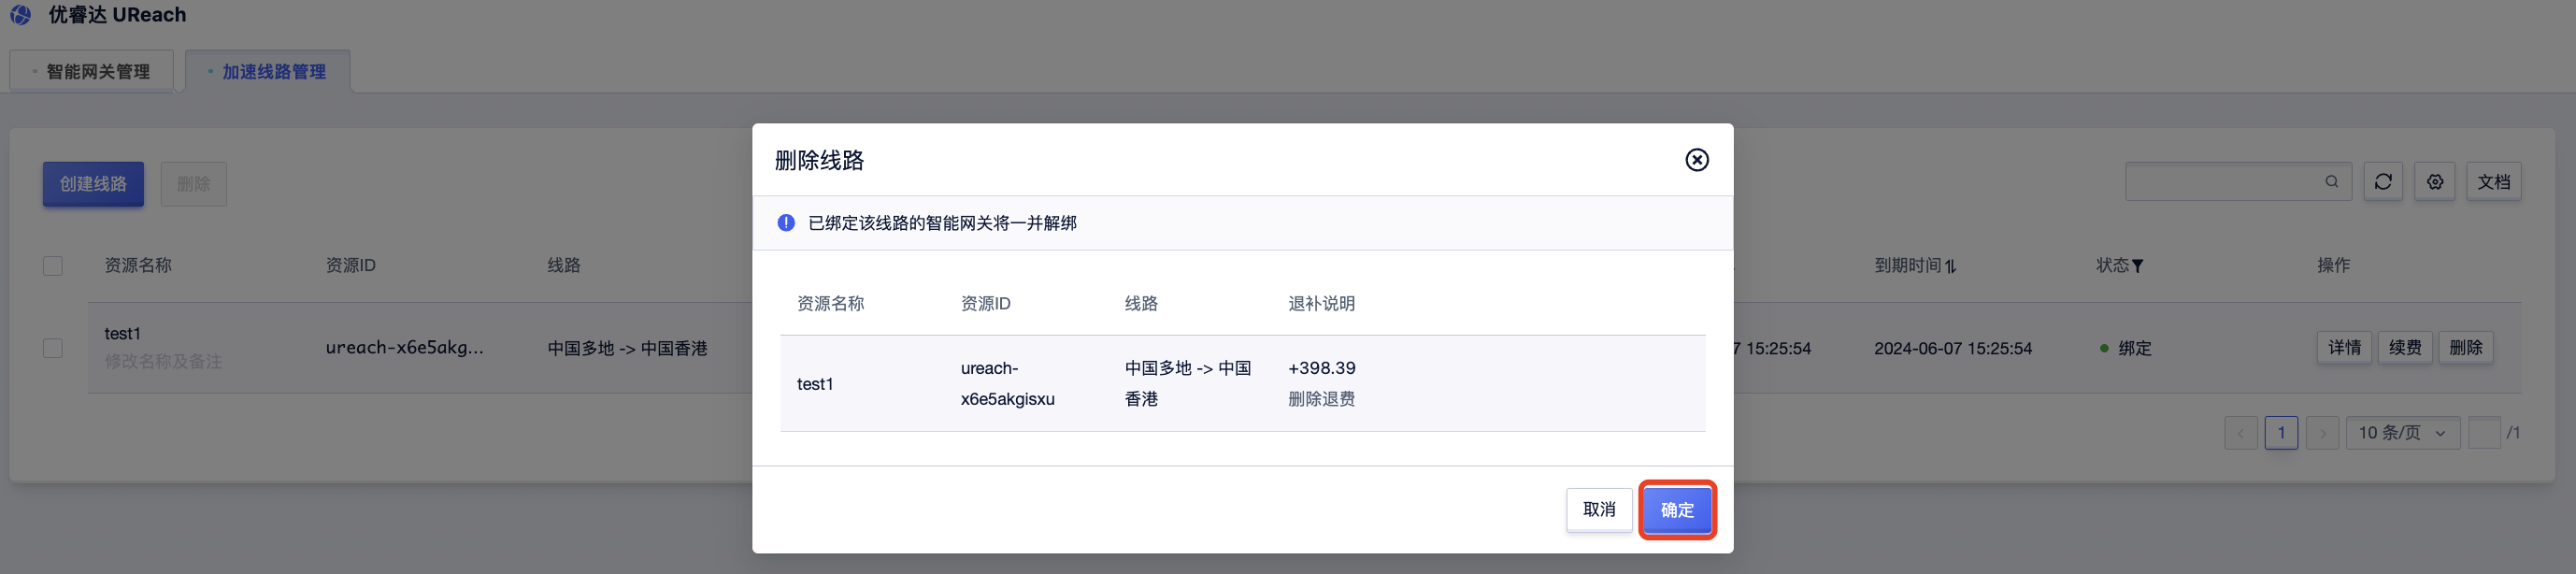 优睿达 UReach
智能网关管理
加速线路管理
创建线路
删除
文档
资源名称
资源ID
线路
到期时间
状态
操作
test1
修改名称及备注
ureach-x6e5akg...
中国多地 -> 中国香港
7 15:25:54
2024-06-07 15:25:54
绑定
详情
续费
删除
1
10 条/页
/1
删除线路
已绑定该线路的智能网关将一并解绑
资源名称
资源ID
线路
退补说明
test1
ureach-
x6e5akgisxu
中国多地 -> 中国
香港
+398.39
删除退费
取消
确定